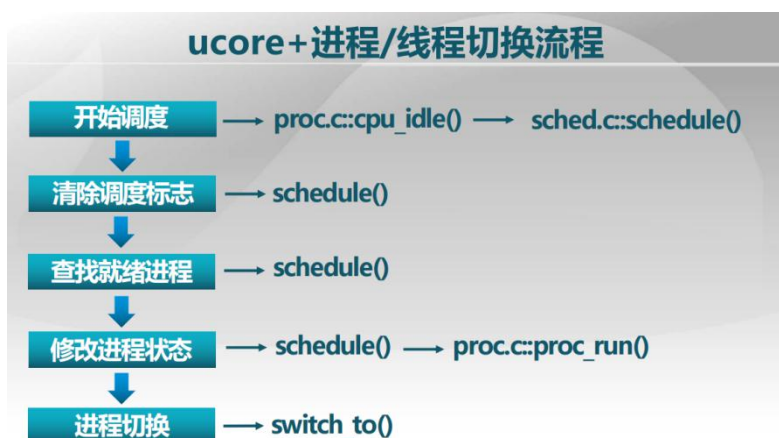 ucore+进程/线程切换流程
开始调度 → proc.c::cpu_idle() → sched.c::schedule()
清除调度标志 → schedule()
查找就绪进程 → schedule()
修改进程状态 → schedule() → proc.c::proc_run()
进程切换 → switch to()